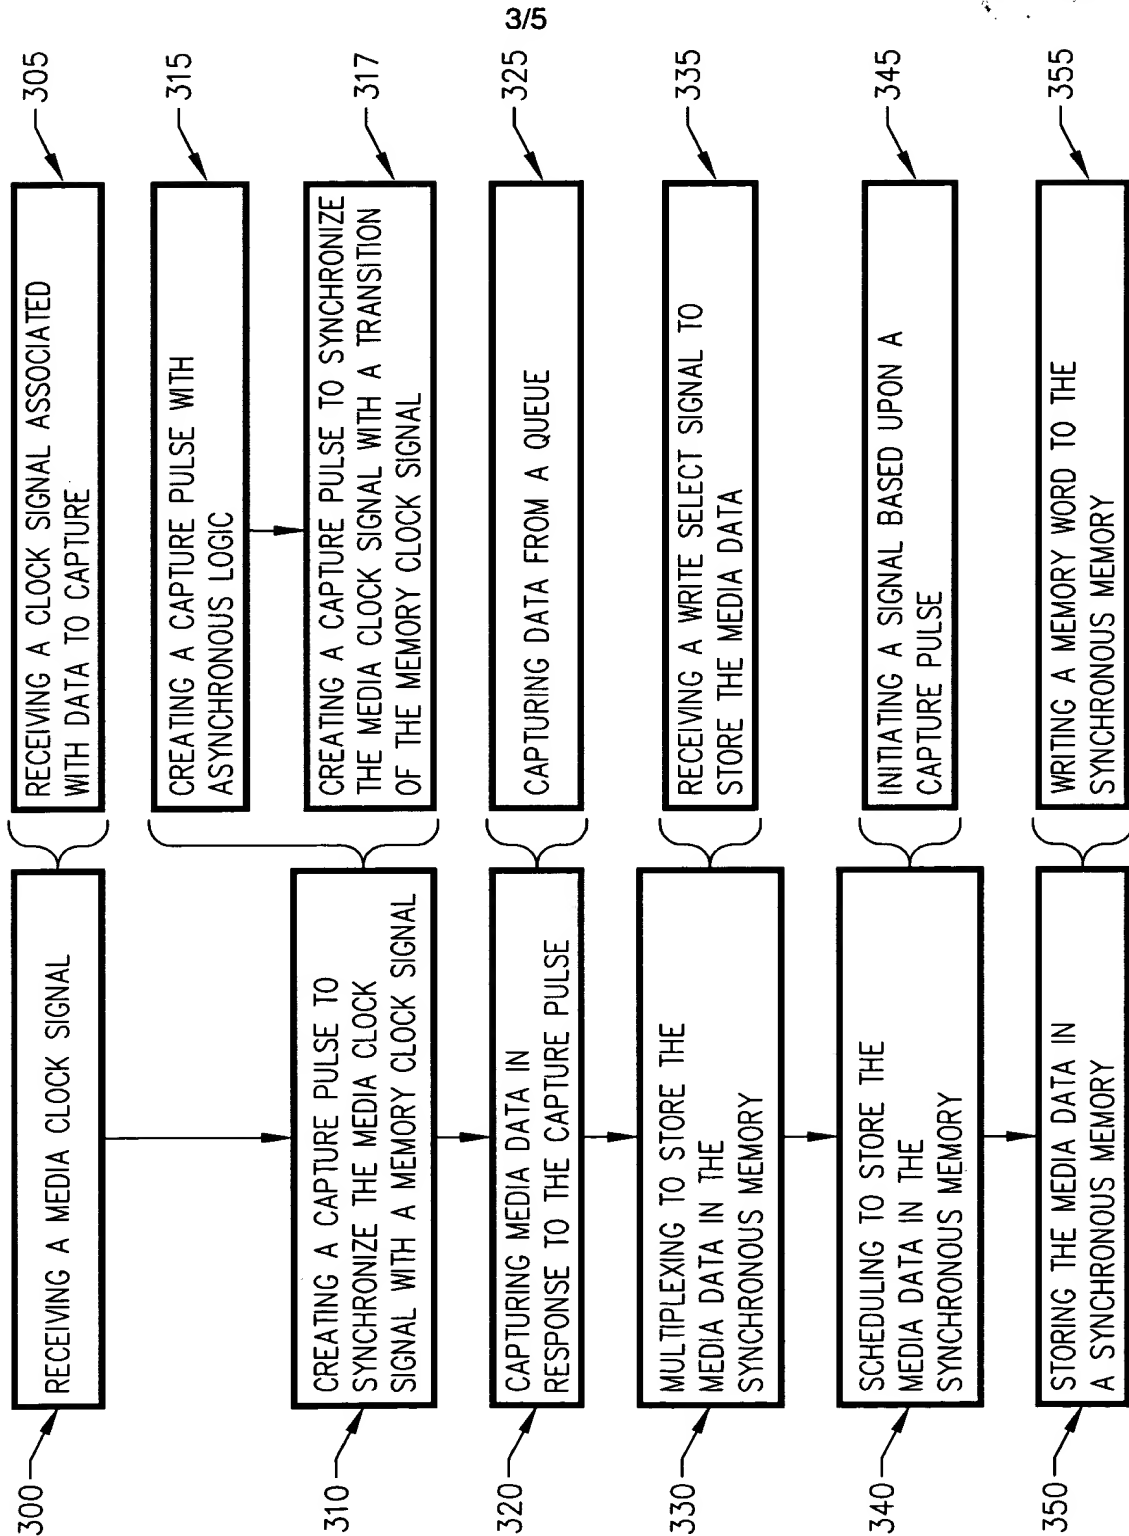 3/5
300
RECEIVING A MEDIA CLOCK SIGNAL
RECEIVING A CLOCK SIGNAL ASSOCIATED
WITH DATA TO CAPTURE
305
310
CREATING A CAPTURE PULSE TO
SYNCHRONIZE THE MEDIA CLOCK
SIGNAL WITH A MEMORY CLOCK SIGNAL
CREATING A CAPTURE PULSE WITH
ASYNCHRONOUS LOGIC
315
CREATING A CAPTURE PULSE TO SYNCHRONIZE
THE MEDIA CLOCK SIGNAL WITH A TRANSITION
OF THE MEMORY CLOCK SIGNAL
317
320
CAPTURING MEDIA DATA IN
RESPONSE TO THE CAPTURE PULSE
CAPTURING DATA FROM A QUEUE
325
330
MULTIPLEXING TO STORE THE
MEDIA DATA IN THE
SYNCHRONOUS MEMORY
RECEIVING A WRITE SELECT SIGNAL TO
STORE THE MEDIA DATA
335
340
SCHEDULING TO STORE THE
MEDIA DATA IN THE
SYNCHRONOUS MEMORY
INITIATING A SIGNAL BASED UPON A
CAPTURE PULSE
345
350
STORING THE MEDIA DATA IN
A SYNCHRONOUS MEMORY
WRITING A MEMORY WORD TO THE
SYNCHRONOUS MEMORY
355